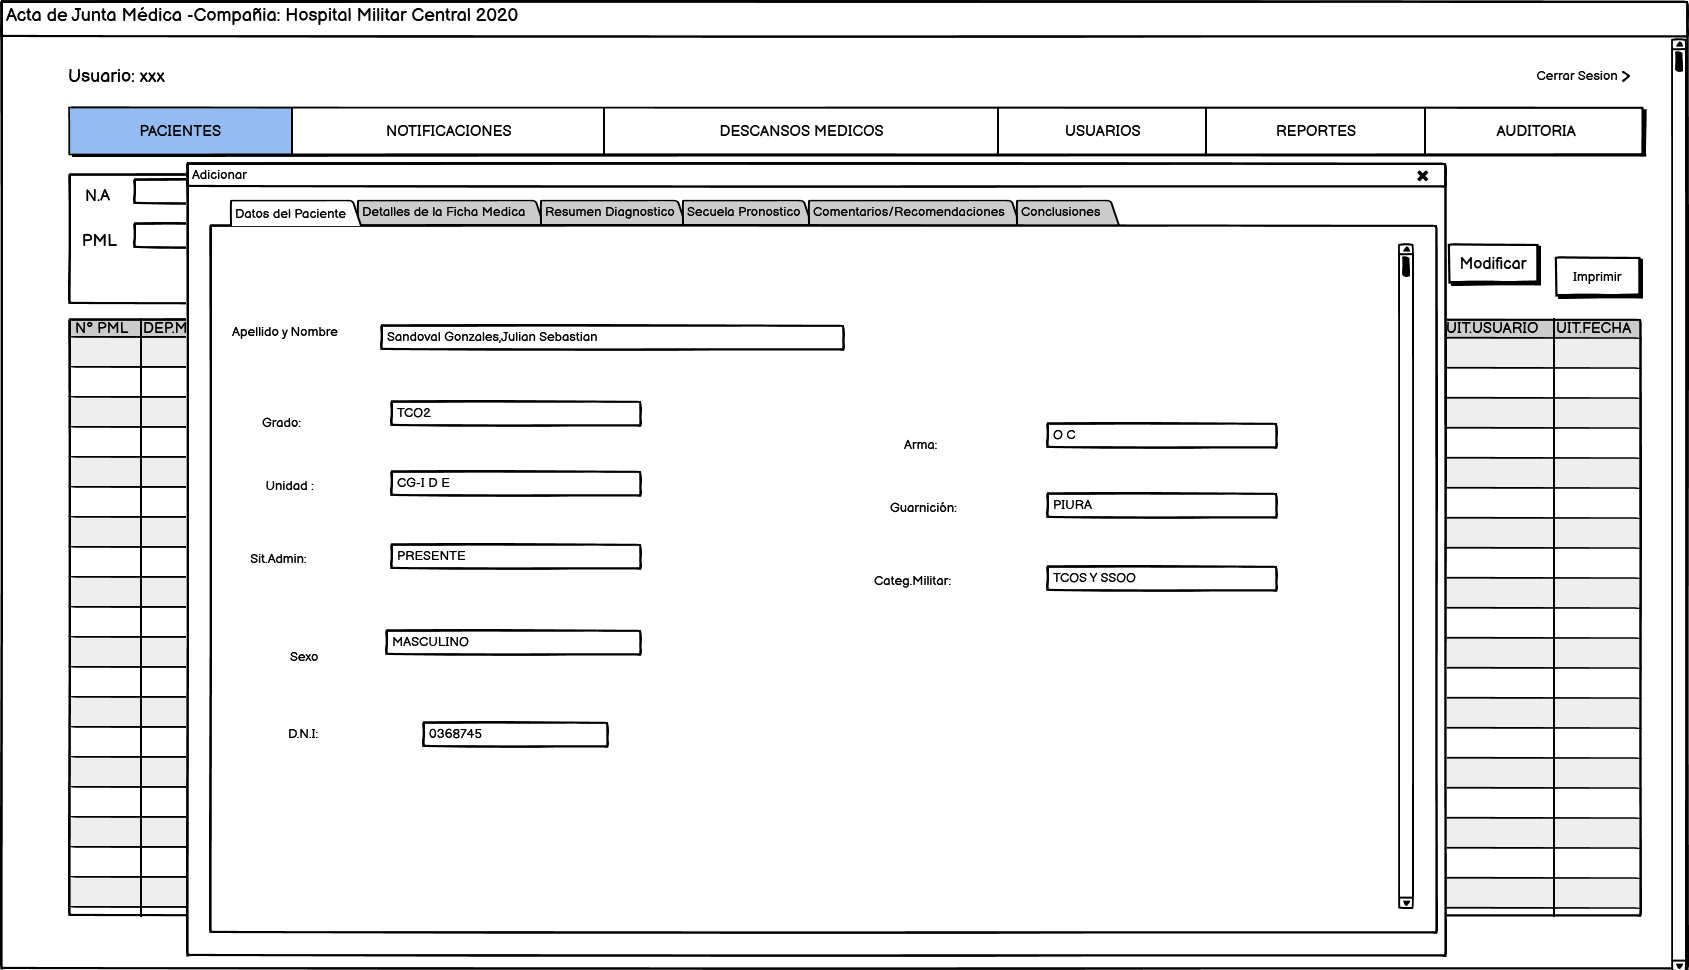 Acta de Junta Médica -Compañia: Hospital Militar Central 2020
Usuario: xxx
Cerrar Sesion
PACIENTES NOTIFICACIONES DESCANSOS MEDICOS USUARIOS REPORTES AUDITORIA
Adicionar
N.A
PML
Datos del Paciente Detalles de la Ficha Medica Resumen Diagnostico Secuela Pronostico Comentarios/Recomendaciones Conclusiones
Modificar
Imprimir
N° PML DEP.M UIT.USUARIO UIT.FECHA
Apellido y Nombre Sandoval Gonzales,Julian Sebastian
Grado: TCO2
Arma: O C
Unidad : CG-I D E
Guarnición: PIURA
Sit.Admin: PRESENTE
Categ.Militar: TCOS Y SSOO
Sexo MASCULINO
D.N.I: 0368745